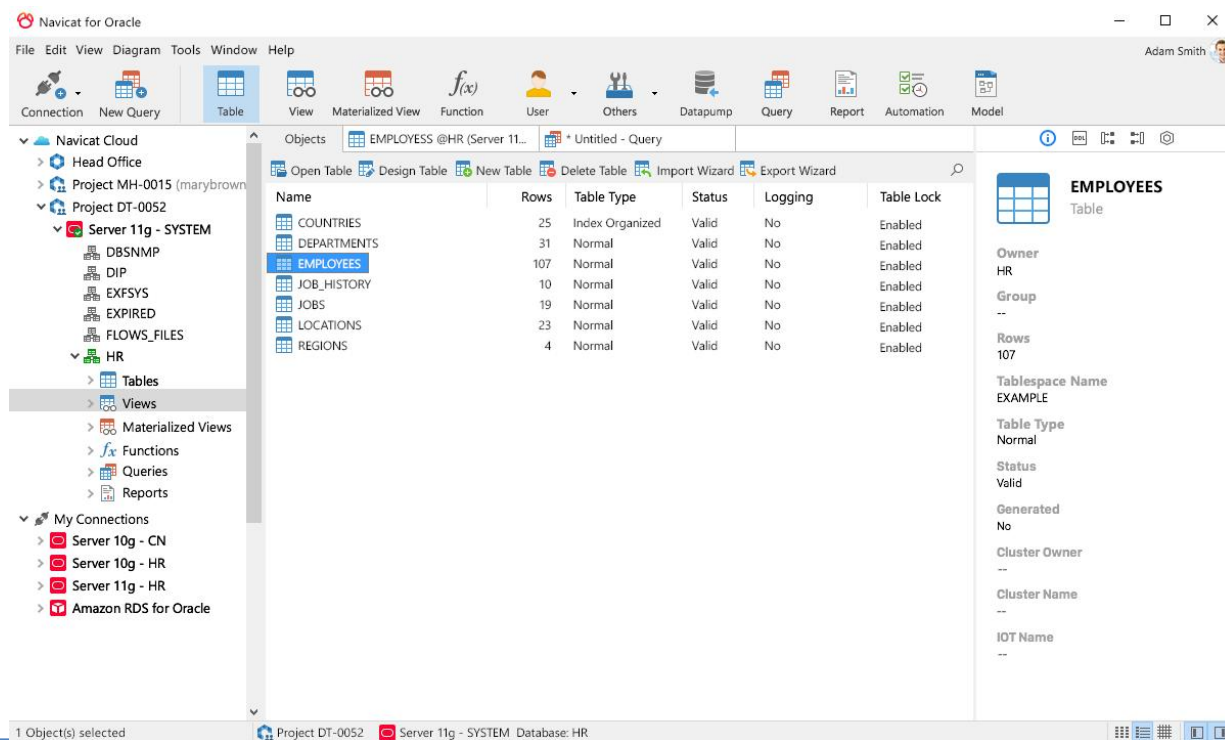 Navicat for Oracle
File Edit View Diagram Tools Window Help
Adam Smith
Connection New Query Table View Materialized View Function User Others Datapump Query Report Automation Model
Navicat Cloud
Head Office
Project MH-0015 (marybrown
Project DT-0052
Server 11g - SYSTEM
DBSNMP
DIP
EXFSYS
EXPIRED
FLOWS_FILES
HR
Tables
Views
Materialized Views
fx Functions
Queries
Reports
My Connections
Server 10g - CN
Server 10g - HR
Server 11g - HR
Amazon RDS for Oracle
Objects EMPLOYESS @HR (Server 11... * Untitled - Query
Open Table Design Table New Table Delete Table Import Wizard Export Wizard
Name Rows Table Type Status Logging Table Lock
COUNTRIES 25 Index Organized Valid No Enabled
DEPARTMENTS 31 Normal Valid No Enabled
EMPLOYEES 107 Normal Valid No Enabled
JOB_HISTORY 10 Normal Valid No Enabled
JOBS 19 Normal Valid No Enabled
LOCATIONS 23 Normal Valid No Enabled
REGIONS 4 Normal Valid No Enabled
EMPLOYEES
Table
Owner
HR
Group
--
Rows
107
Tablespace Name
EXAMPLE
Table Type
Normal
Status
Valid
Generated
No
Cluster Owner
--
Cluster Name
--
IOT Name
--
1 Object(s) selected Project DT-0052 Server 11g - SYSTEM Database: HR